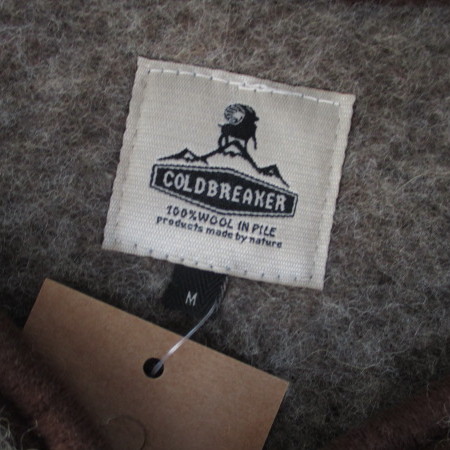 COLDBREAKER
100%WOOL IN PILE
products made by nature
M